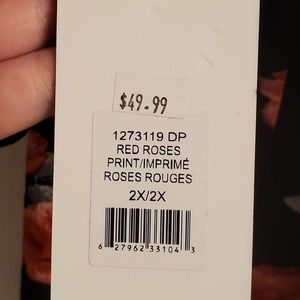 $49.99
1273119 DP
RED ROSES
PRINT/IMPRIMÉ
ROSES ROUGES
2X/2X
6 27962 33104 3